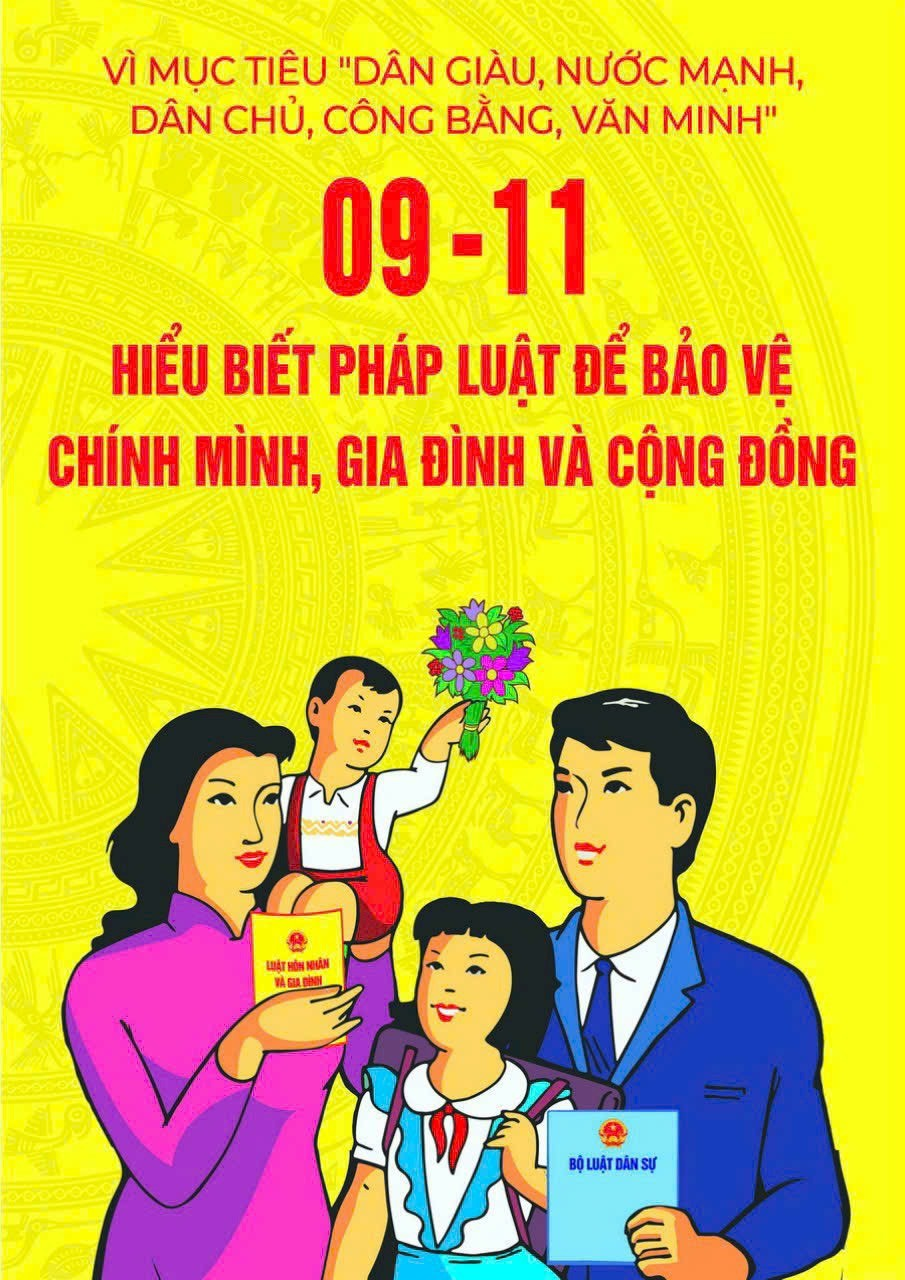 VÌ MỤC TIÊU "DÂN GIÀU, NƯỚC MẠNH,
DÂN CHỦ, CÔNG BẰNG, VĂN MINH"
09 - 11
HIỂU BIẾT PHÁP LUẬT ĐỂ BẢO VỆ
CHÍNH MÌNH, GIA ĐÌNH VÀ CỘNG ĐỒNG
LUẬT HÔN NHÂN
VÀ GIA ĐÌNH
BỘ LUẬT DÂN SỰ